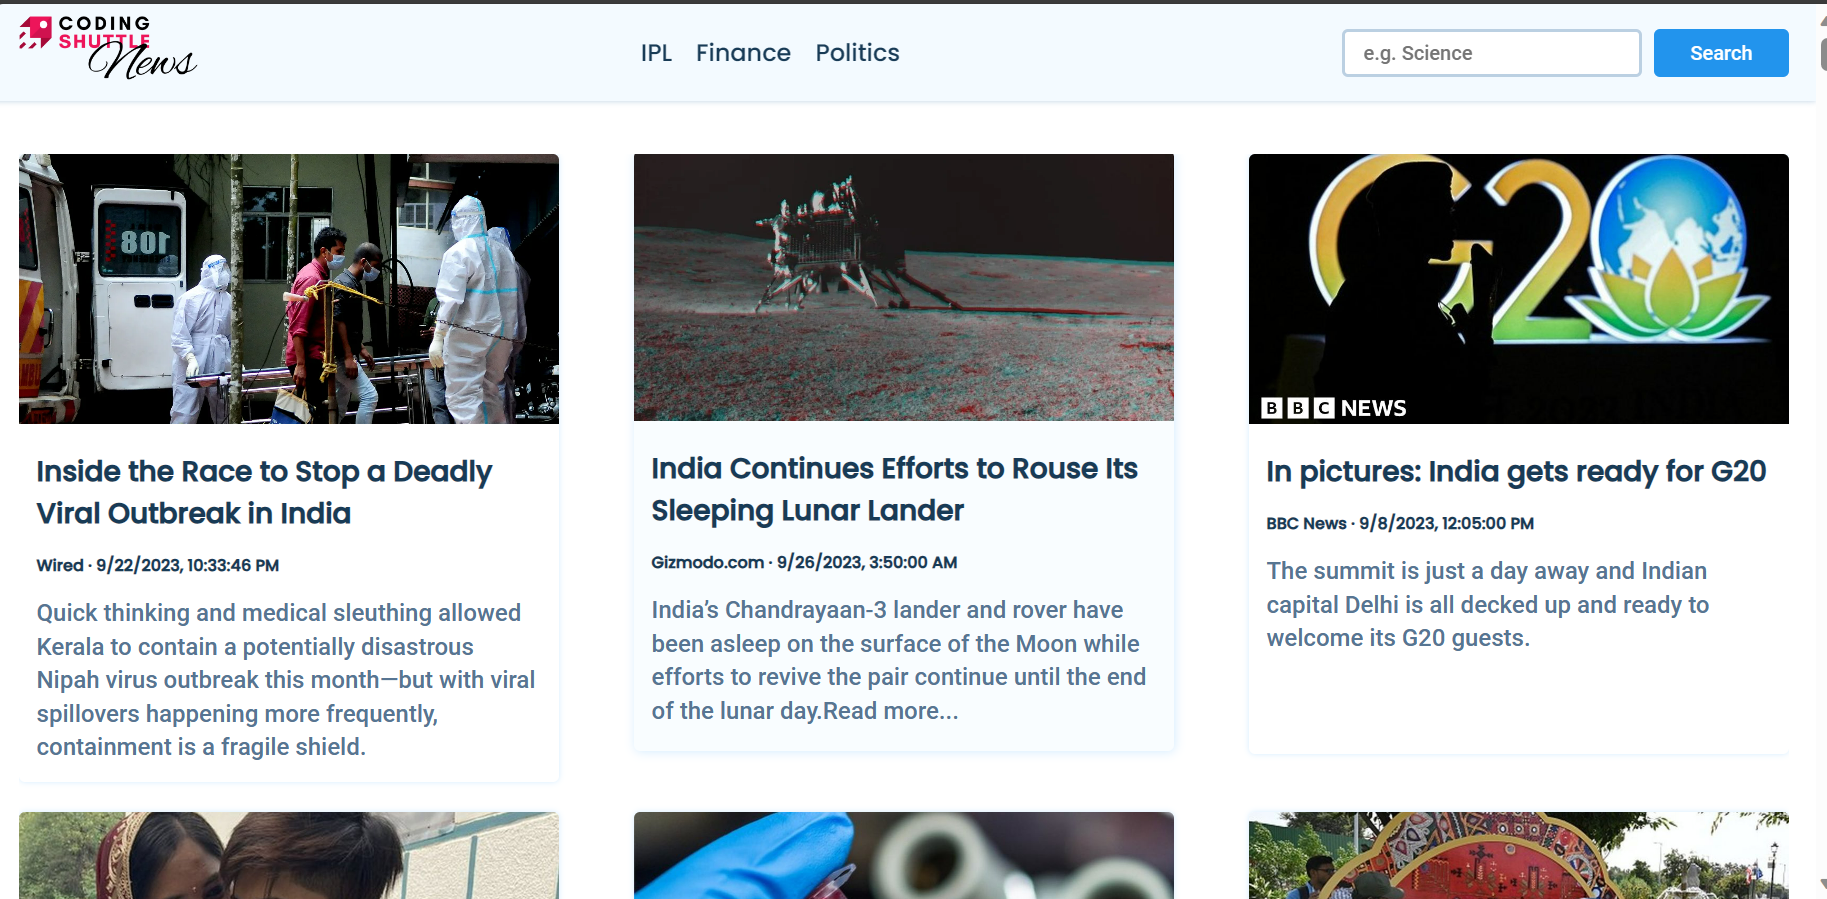 CODING
SHUTTLE
News
IPL Finance Politics
e.g. Science
Search
108
G20
BBC NEWS
Inside the Race to Stop a Deadly
Viral Outbreak in India
Wired · 9/22/2023, 10:33:46 PM
Quick thinking and medical sleuthing allowed
Kerala to contain a potentially disastrous
Nipah virus outbreak this month—but with viral
spillovers happening more frequently,
containment is a fragile shield.
India Continues Efforts to Rouse Its
Sleeping Lunar Lander
Gizmodo.com · 9/26/2023, 3:50:00 AM
India’s Chandrayaan-3 lander and rover have
been asleep on the surface of the Moon while
efforts to revive the pair continue until the end
of the lunar day.Read more...
In pictures: India gets ready for G20
BBC News · 9/8/2023, 12:05:00 PM
The summit is just a day away and Indian
capital Delhi is all decked up and ready to
welcome its G20 guests.